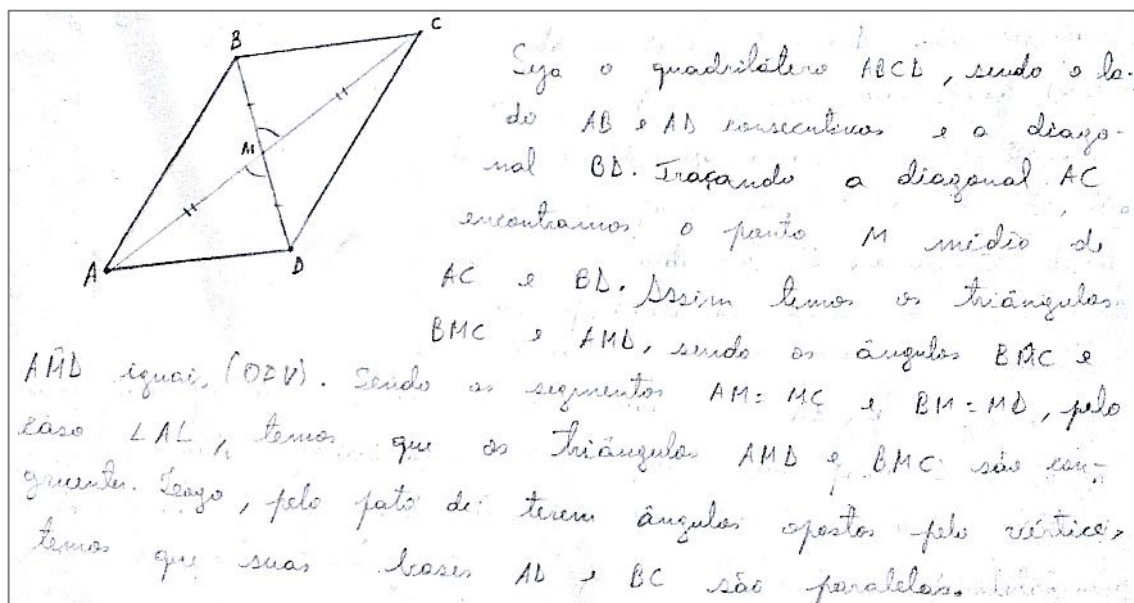 B
C
M
A
D
Seja o quadrilátero ABCD, sendo o la-
do AB e AD consecutivos e a diago-
nal BD. Traçando a diagonal AC
encontramos o ponto M médio de
AC e BD. Assim temos os triângulos
BMC e AMD, sendo os ângulos BM̂C e
AM̂D iguais, (OPV). Sendo os segmentos AM = MC e BM = MD, pelo
caso LAL, temos que os triângulos AMD e BMC são con-
gruentes. Logo, pelo fato de terem ângulos opostos pelo vértice,
temos que suas bases AD e BC são paralelas.